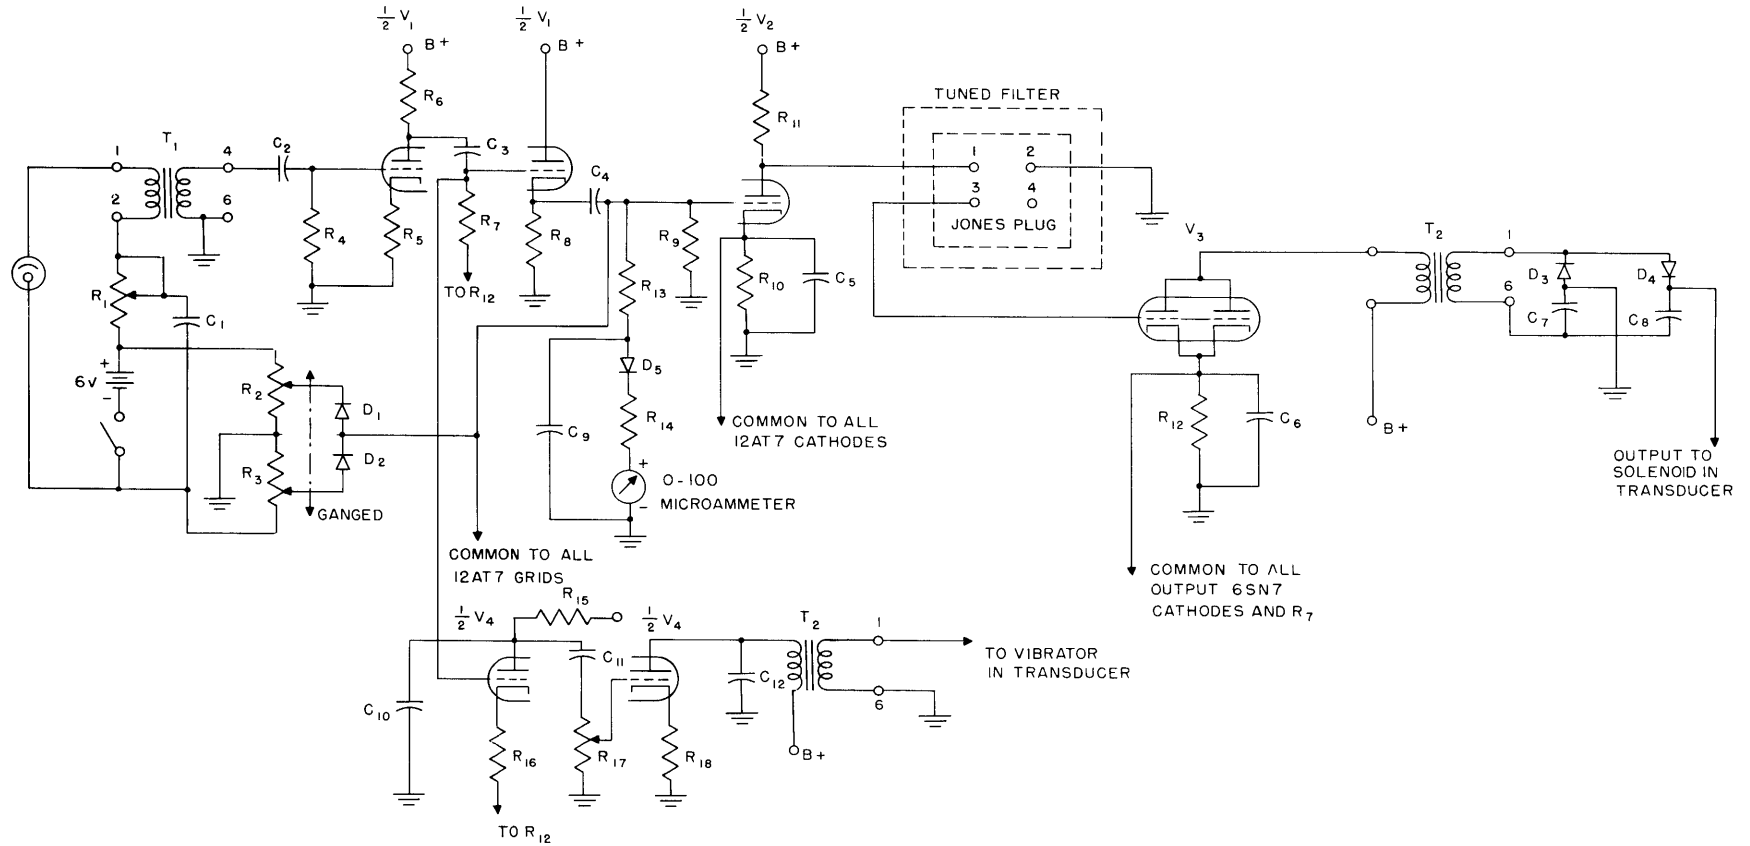 ½ V₁
B+
½ V₁
B+
½ V₂
B+
R₆
R₁₁
TUNED FILTER
T₁
1
4
C₂
C₃
C₄
1
2
3
4
JONES PLUG
2
6
R₄
R₅
R₇
R₈
R₉
V₃
T₂
1
TO R₁₂
R₁₃
R₁₀
C₅
D₃
D₄
R₁
C₁
6
C₇
C₈
+
6V
-
R₂
D₁
D₅
R₁₄
C₉
COMMON TO ALL
12AT7 CATHODES
R₁₂
C₆
B+
R₃
D₂
+
0-100
MICROAMMETER
-
GANGED
OUTPUT TO
SOLENOID IN
TRANSDUCER
COMMON TO ALL
12AT7 GRIDS
COMMON TO ALL
OUTPUT 6SN7
CATHODES AND R₇
R₁₅
½ V₄
½ V₄
T₂
1
C₁₁
C₁₂
TO VIBRATOR
IN TRANSDUCER
6
C₁₀
R₁₆
R₁₇
R₁₈
B+
TO R₁₂